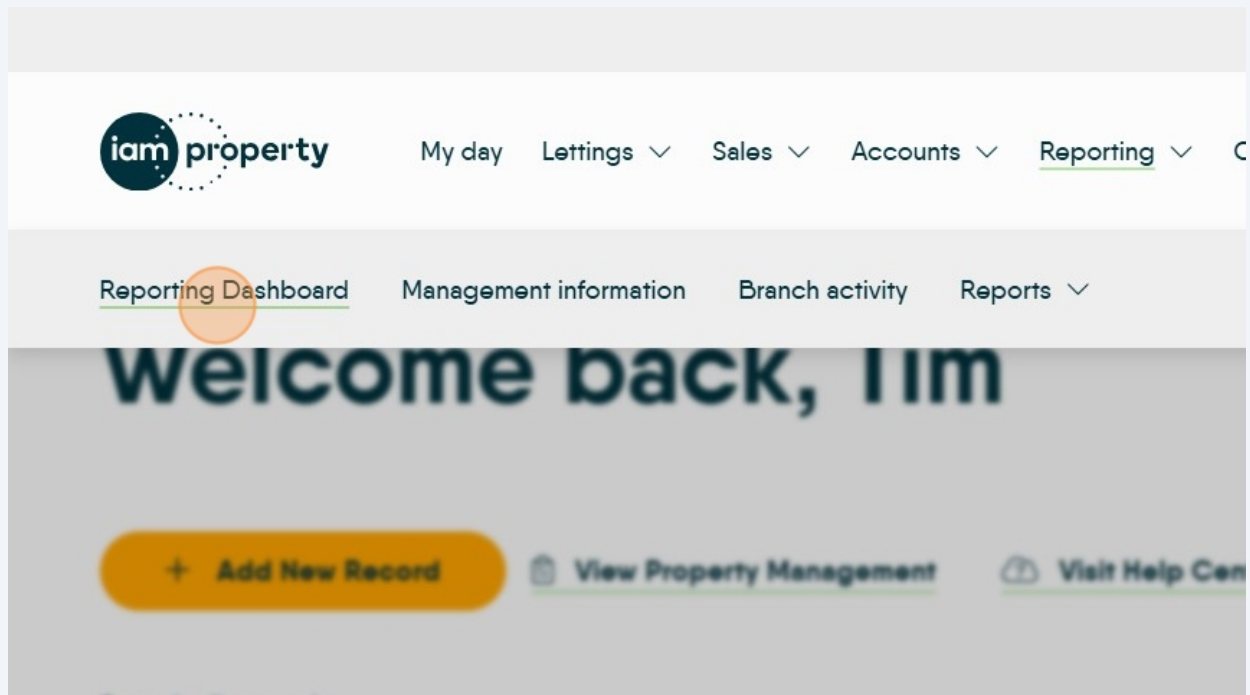 iam property
My day Lettings Sales Accounts Reporting
Reporting Dashboard Management information Branch activity Reports
Welcome back, Tim
+ Add New Record View Property Management Visit Help